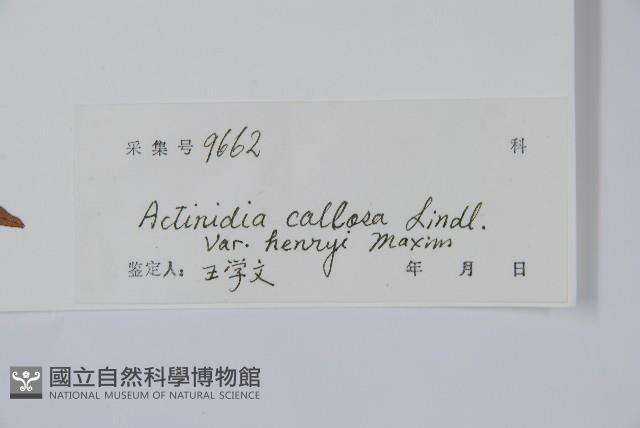 采集号 9662 科
Actinidia callosa Lindl.
var. henryi Maxim
鉴定人: 王学文 年 月 日
國立自然科學博物館
NATIONAL MUSEUM OF NATURAL SCIENCE